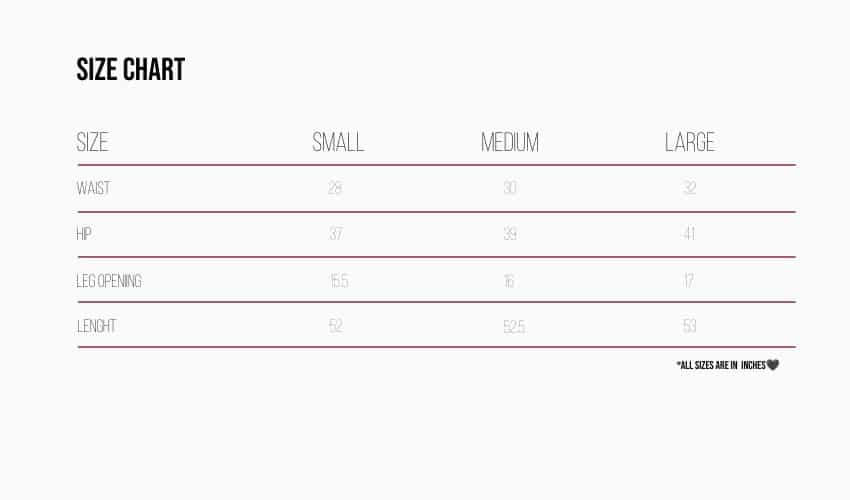 SIZE CHART
SIZE SMALL MEDIUM LARGE
WAIST 28 30 32
HIP 37 39 41
LEG OPENING 15.5 16 17
LENGHT 52 52.5 53
*ALL SIZES ARE IN INCHES🖤